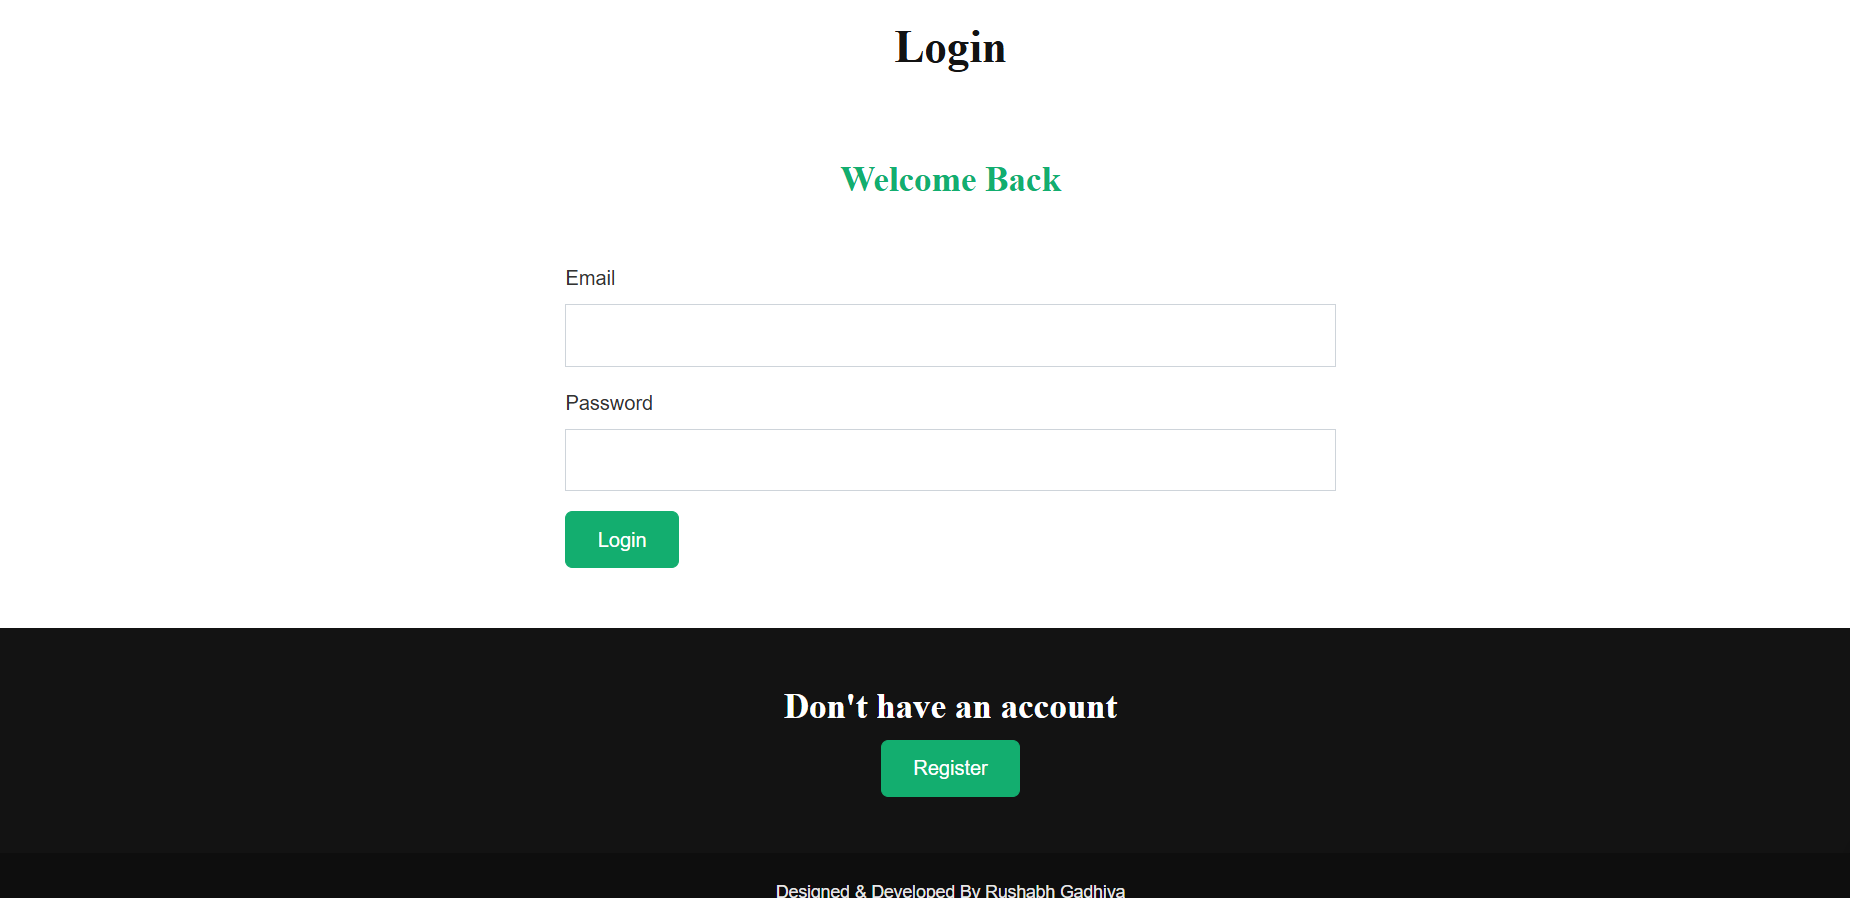 Login
Welcome Back
Email
Password
Login
Don't have an account
Register
Designed & Developed By Rushabh Gadhiya